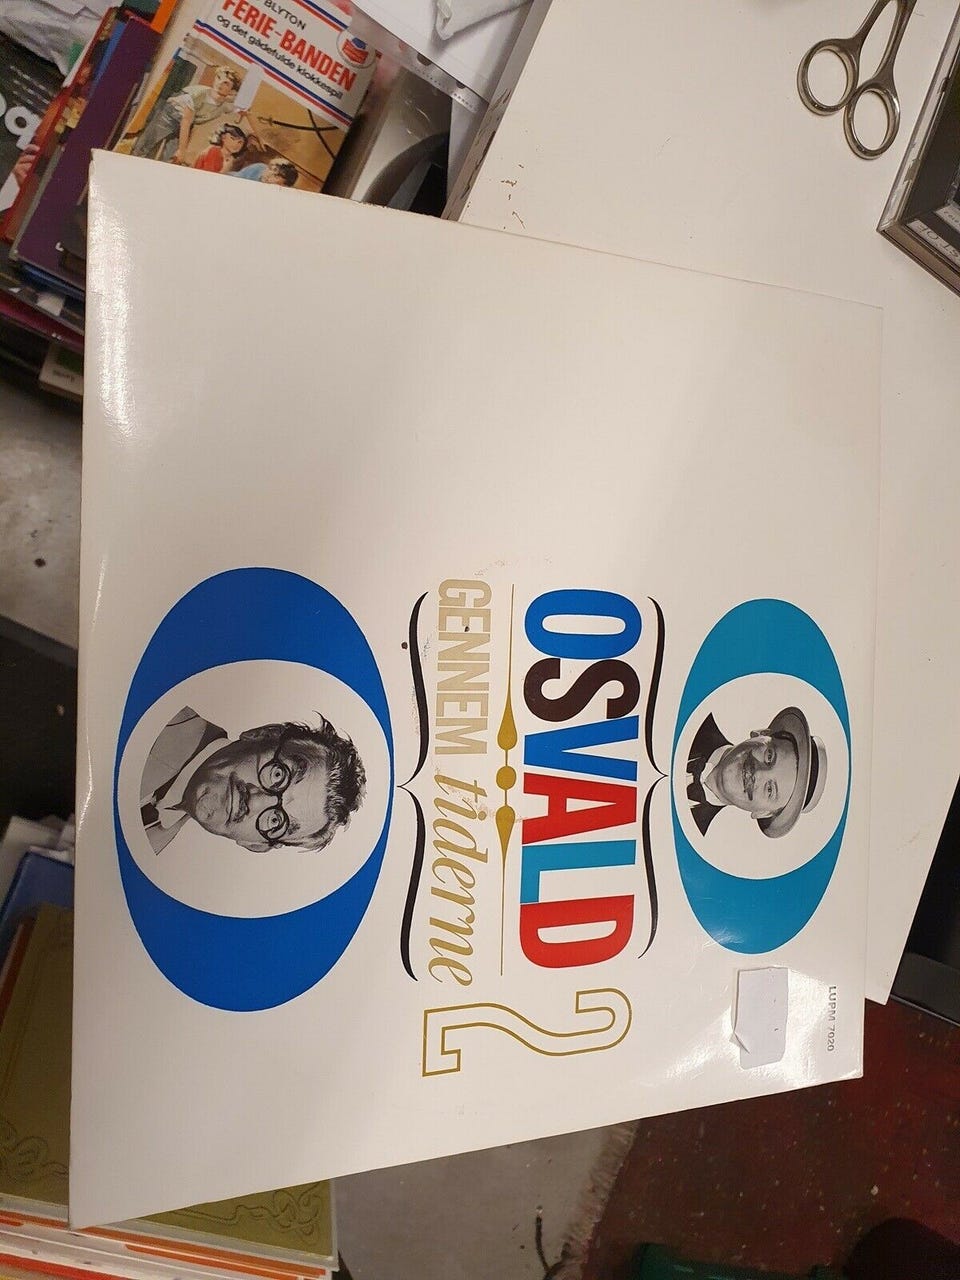 BLYTON
FERIE-BANDEN
og det gådefulde klokkespil
LUPM 7020
OSVALD
GENNEM tiderne
2